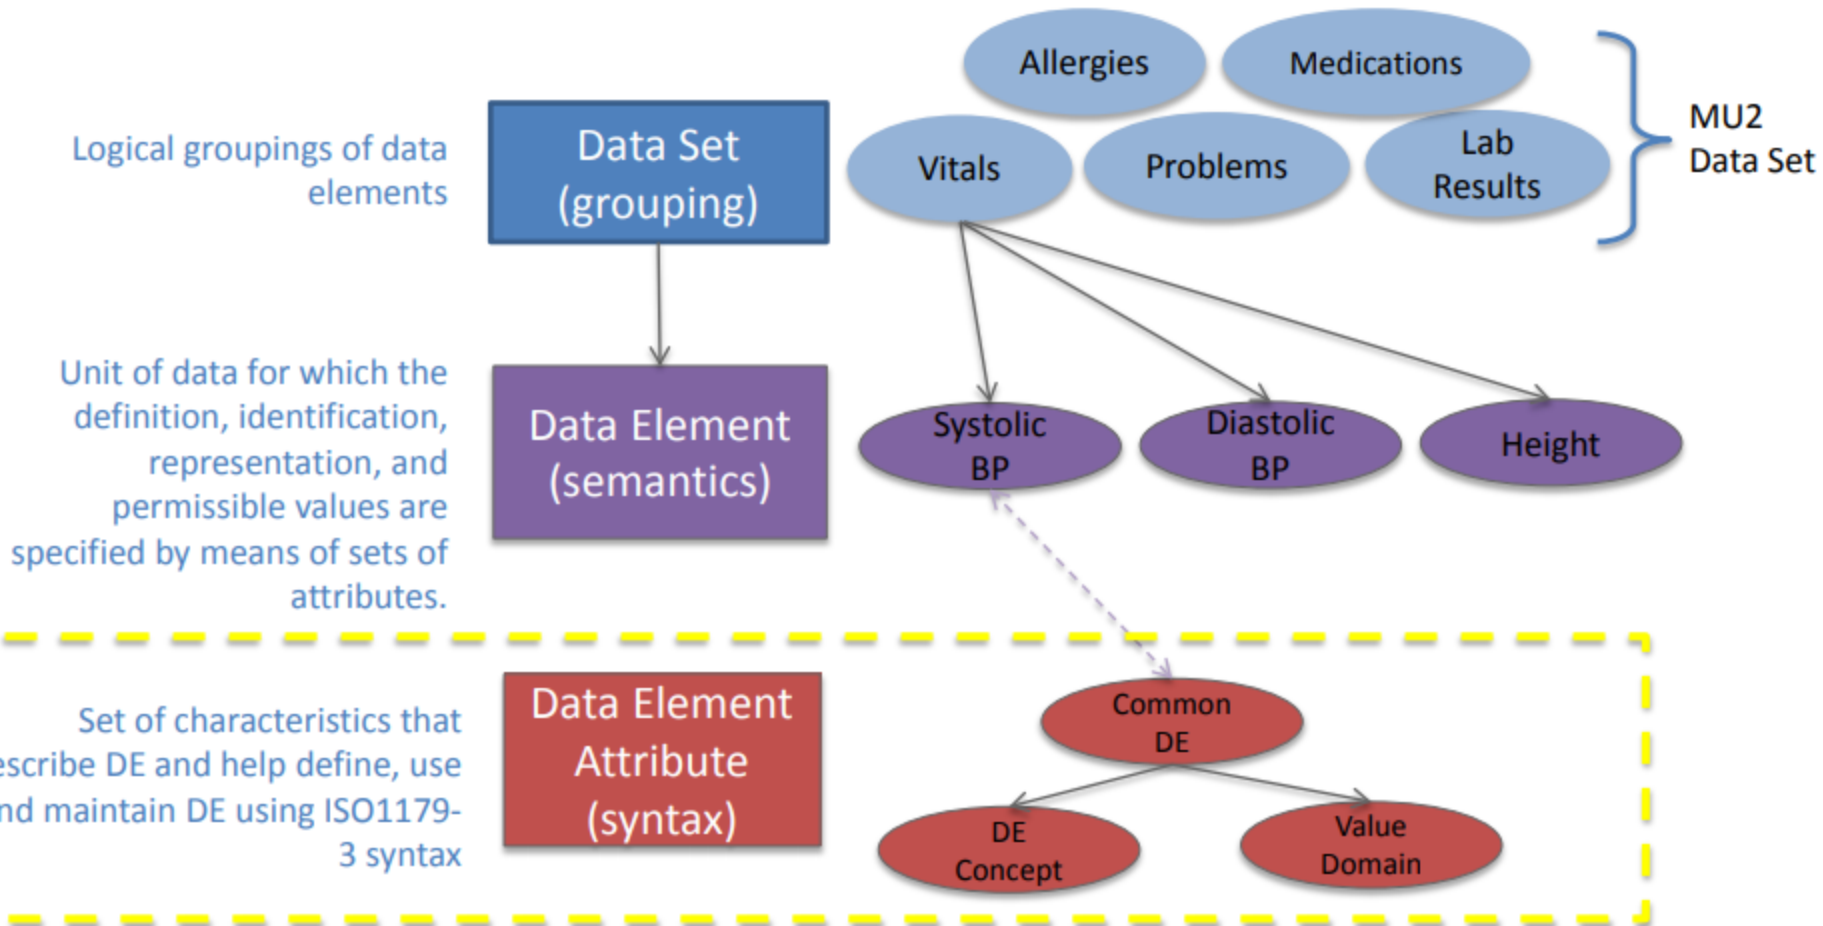 Allergies
Medications
MU2
Data Set
Logical groupings of data
elements
Data Set
(grouping)
Vitals
Problems
Lab
Results
Unit of data for which the
definition, identification,
representation, and
permissible values are
specified by means of sets of
attributes.
Data Element
(semantics)
Systolic
BP
Diastolic
BP
Height
Set of characteristics that
escribe DE and help define, use
nd maintain DE using ISO1179-
3 syntax
Data Element
Attribute
(syntax)
Common
DE
DE
Concept
Value
Domain